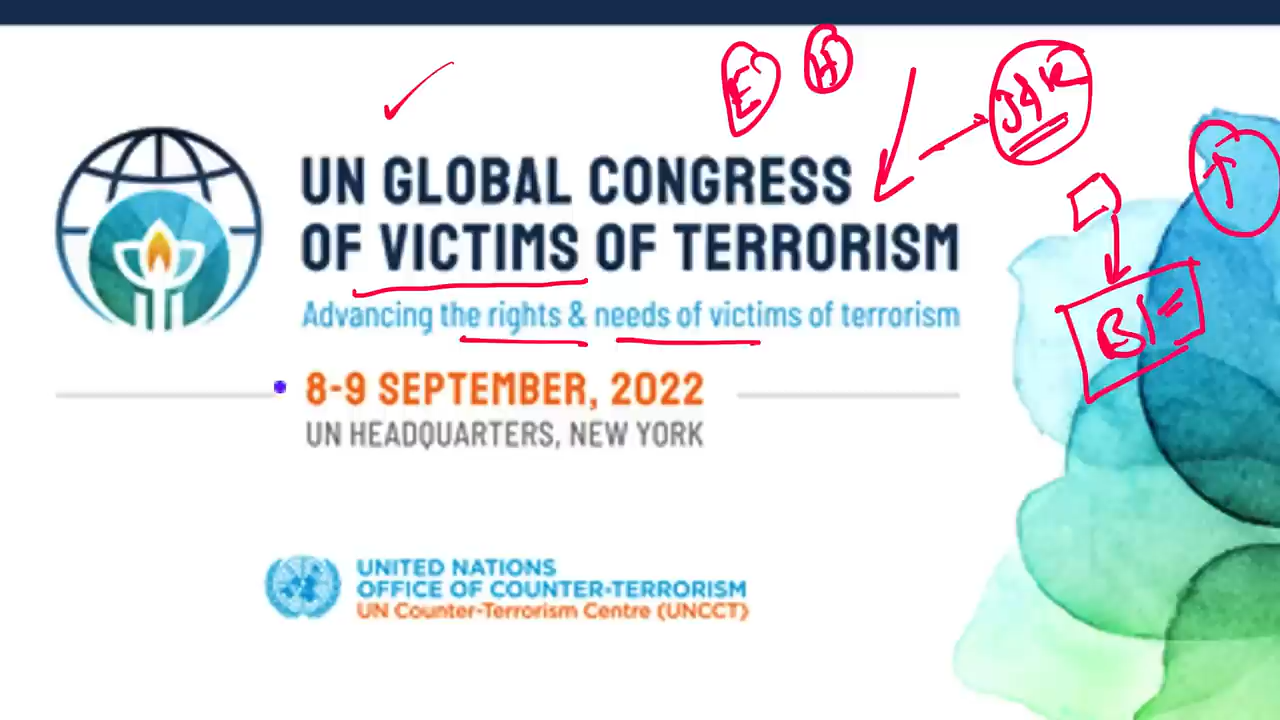 E H
J&K
UN GLOBAL CONGRESS
OF VICTIMS OF TERRORISM
Advancing the rights & needs of victims of terrorism
8-9 SEPTEMBER, 2022
UN HEADQUARTERS, NEW YORK
UNITED NATIONS
OFFICE OF COUNTER-TERRORISM
UN Counter-Terrorism Centre (UNCCT)